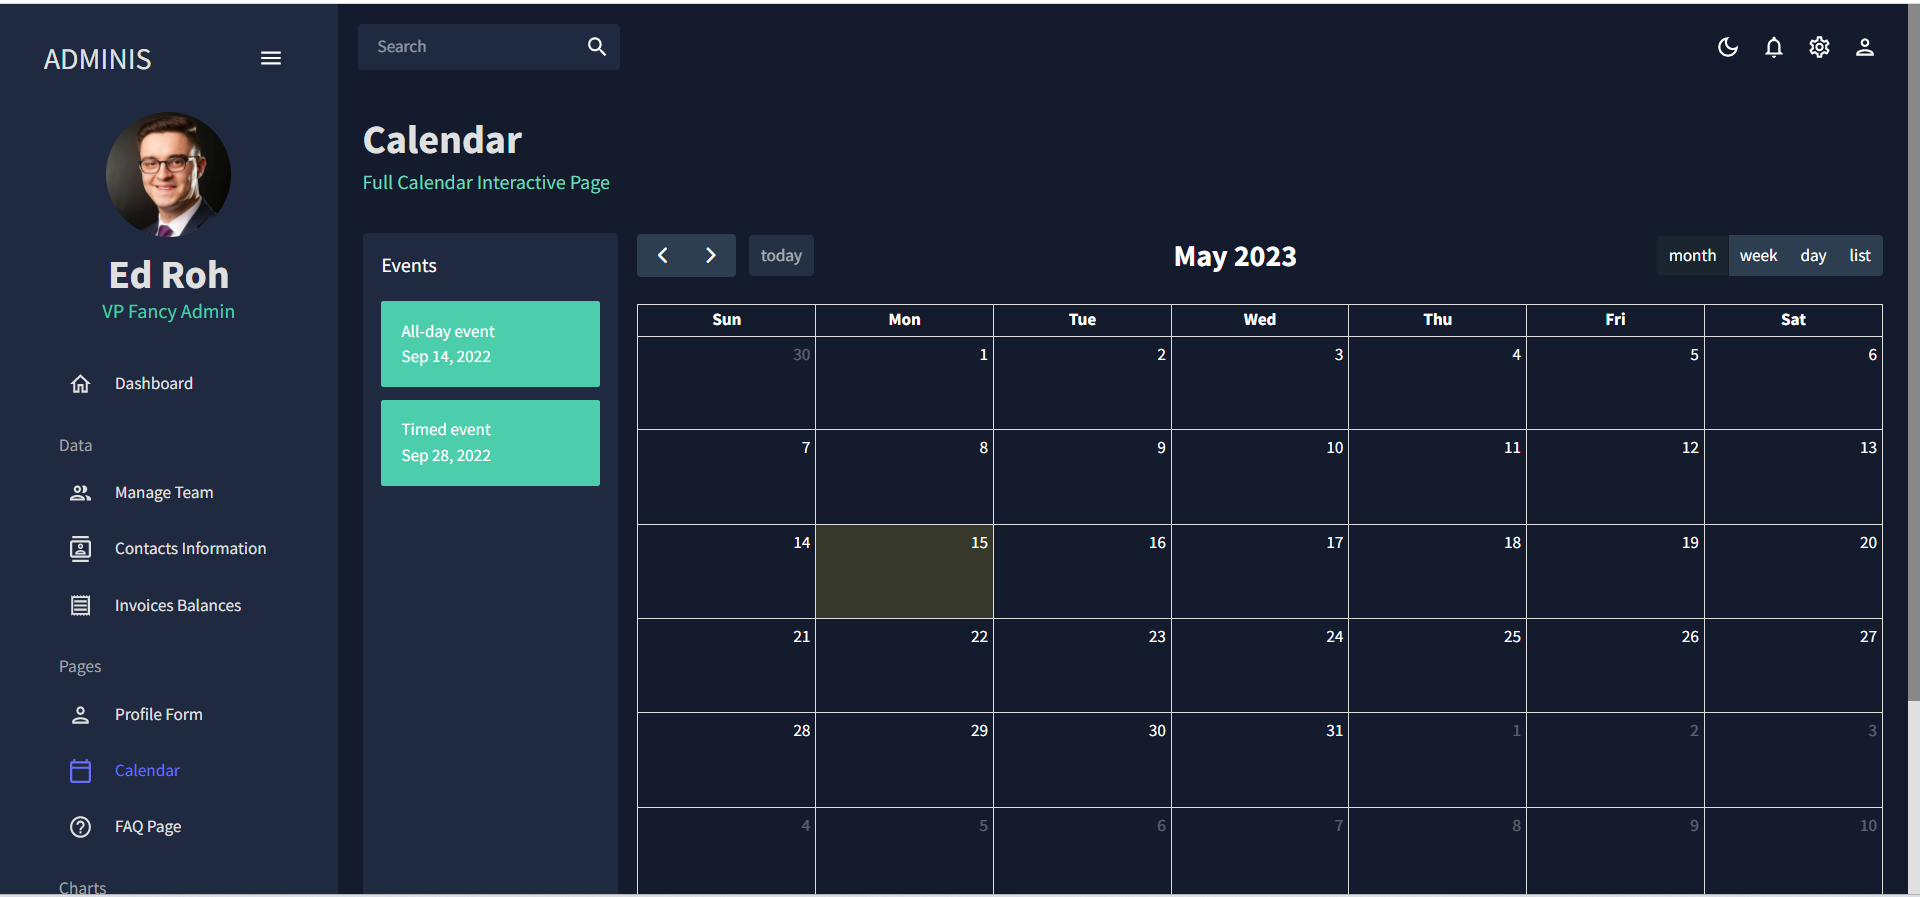 ADMINIS
Ed Roh
VP Fancy Admin
Dashboard
Data
Manage Team
Contacts Information
Invoices Balances
Pages
Profile Form
Calendar
FAQ Page
Charts
Search
Calendar
Full Calendar Interactive Page
Events
All-day event
Sep 14, 2022
Timed event
Sep 28, 2022
today
May 2023
month week day list
Sun Mon Tue Wed Thu Fri Sat
30 1 2 3 4 5 6
7 8 9 10 11 12 13
14 15 16 17 18 19 20
21 22 23 24 25 26 27
28 29 30 31 1 2 3
4 5 6 7 8 9 10